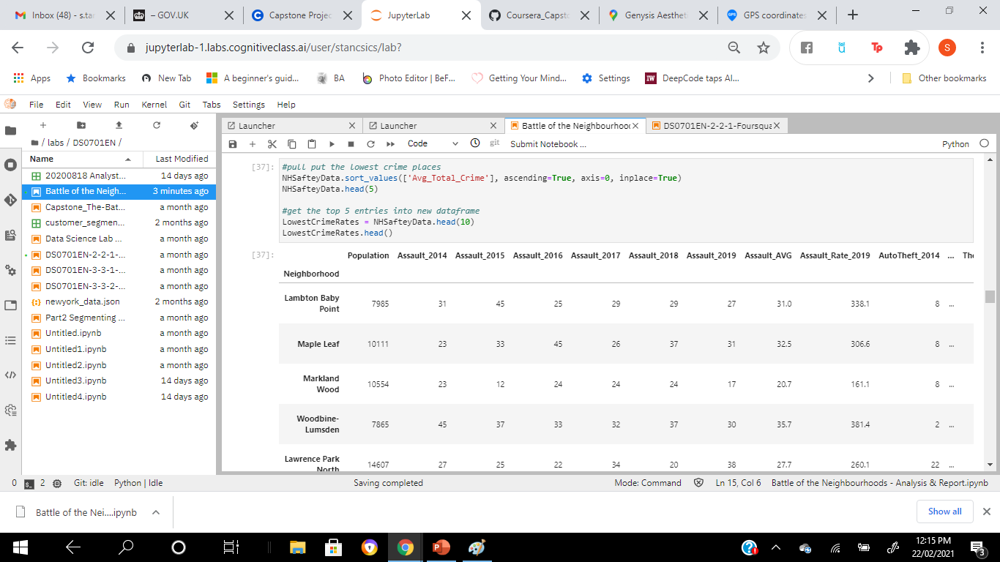 Inbox (48) - s.tar
– GOV.UK
Capstone Projec
JupyterLab
Coursera_Capst
Genysis Aestheti
GPS coordinates
jupyterlab-1.labs.cognitiveclass.ai/user/stancsics/lab?
S
Apps
Bookmarks
New Tab
A beginner's guid...
BA
Photo Editor | BeF...
Getting Your Mind...
Settings
DeepCode taps AI...
Other bookmarks
File Edit View Run Kernel Git Tabs Settings Help
Launcher
Launcher
Battle of the Neighbourhoo
DS0701EN-2-2-1-Foursqua
/ labs / DS0701EN /
Code
git
Submit Notebook ...
Python
Name Last Modified
20200818 Analyst... 14 days ago
Battle of the Neigh... 3 minutes ago
Capstone_The-Bat... a month ago
customer_segmen... 2 months ago
Data Science Lab ... a month ago
DS0701EN-2-2-1-... a month ago
DS0701EN-3-3-1-... a month ago
DS0701EN-3-3-2-... a month ago
newyork_data.json 2 months ago
Part2 Segmenting ... a month ago
Untitled.ipynb a month ago
Untitled1.ipynb a month ago
Untitled2.ipynb a month ago
Untitled3.ipynb 14 days ago
Untitled4.ipynb 14 days ago
[37]:
#pull put the lowest crime places
NHSafteyData.sort_values(['Avg_Total_Crime'], ascending=True, axis=0, inplace=True)
NHSafteyData.head(5)
#get the top 5 entries into new dataframe
LowestCrimeRates = NHSafteyData.head(10)
LowestCrimeRates.head()
[37]:
Population Assault_2014 Assault_2015 Assault_2016 Assault_2017 Assault_2018 Assault_2019 Assault_AVG Assault_Rate_2019 AutoTheft_2014 ... The
Neighborhood
Lambton Baby
Point 7985 31 45 25 29 29 27 31.0 338.1 8 ...
Maple Leaf 10111 23 33 45 26 37 31 32.5 306.6 8 ...
Markland
Wood 10554 23 12 24 24 24 17 20.7 161.1 8 ...
Woodbine-
Lumsden 7865 45 37 33 32 37 30 35.7 381.4 2 ...
Lawrence Park
North 14607 27 25 22 34 20 38 27.7 260.1 22 ...
0 2 Git: idle Python | Idle Saving completed Mode: Command Ln 15, Col 6 Battle of the Neighbourhoods - Analysis & Report.ipynb
Battle of the Nei....ipynb
Show all
12:15 PM
22/02/2021
3